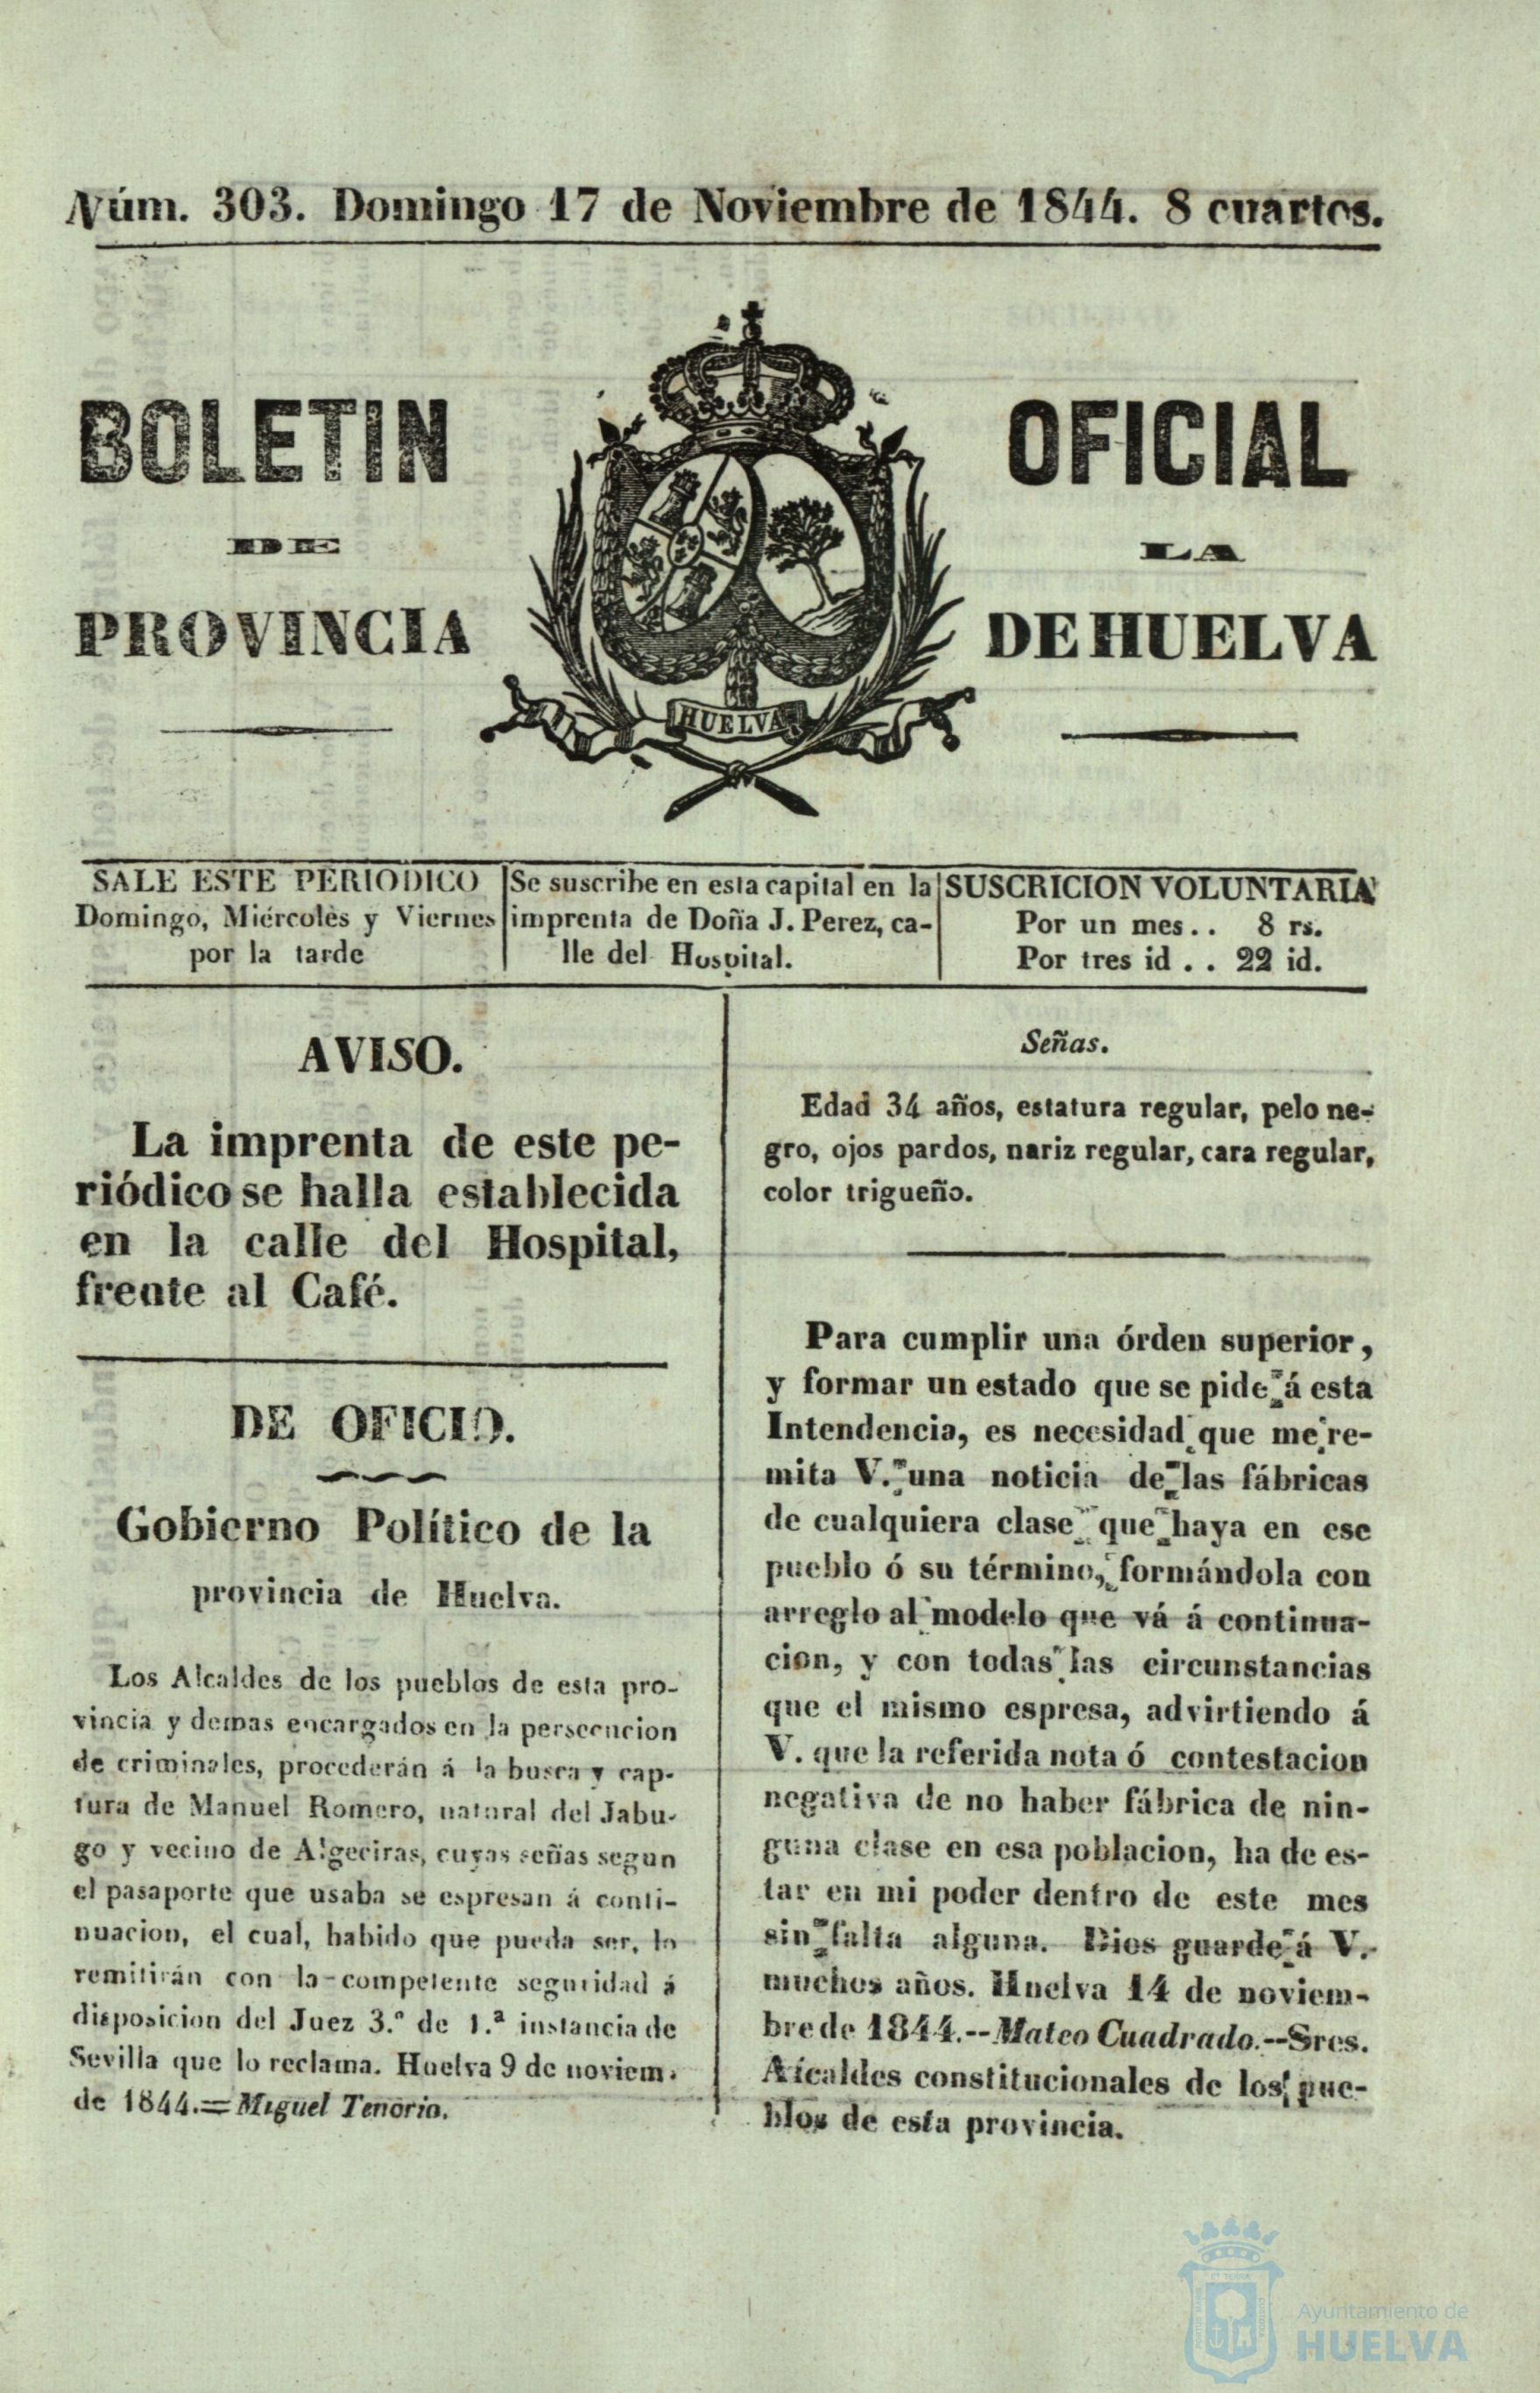 Núm. 303. Domingo 17 de Noviembre de 1844. 8 cuartos.
BOLETIN OFICIAL
DE LA
PROVINCIA DE HUELVA
HUELVA
SALE ESTE PERIODICO
Domingo, Miércoles y Viernes
por la tarde
Se suscribe en esta capital en la
imprenta de Doña J. Perez, ca-
lle del Hospital.
SUSCRICION VOLUNTARIA
Por un mes.. 8 rs.
Por tres id .. 22 id.
AVISO.
La imprenta de este pe-
riódico se halla establecida
en la calle del Hospital,
frente al Café.
DE OFICIO.
Gobierno Político de la
provincia de Huelva.
Los Alcaldes de los pueblos de esta pro-
vincia y demas encargados en la persecucion
de criminales, procederán á la busca y cap-
tura de Manuel Romero, natural del Jabu-
go y vecino de Algeciras, cuyas señas segun
el pasaporte que usaba se espresan á conti-
nuacion, el cual, habido que pueda ser, lo
remitirán con la competente seguridad á
disposicion del Juez 3.º de 1.ª instancia de
Sevilla que lo reclama. Huelva 9 de noviem.
de 1844.=Miguel Tenorio.
Señas.
Edad 34 años, estatura regular, pelo ne-
gro, ojos pardos, nariz regular, cara regular,
color trigueño.
Para cumplir una órden superior,
y formar un estado que se pide á esta
Intendencia, es necesidad que me re-
mita V. una noticia de las fábricas
de cualquiera clase que haya en ese
pueblo ó su término, formándola con
arreglo al modelo que vá á continua-
cion, y con todas las circunstancias
que el mismo espresa, advirtiendo á
V. que la referida nota ó contestacion
negativa de no haber fábrica de nin-
guna clase en esa poblacion, ha de es-
tar en mi poder dentro de este mes
sin falta alguna. Dios guarde á V.
muchos años. Huelva 14 de noviem-
bre de 1844.--Mateo Cuadrado.--Sres.
Alcaldes constitucionales de los pue-
blos de esta provincia.
Ayuntamiento de
HUELVA